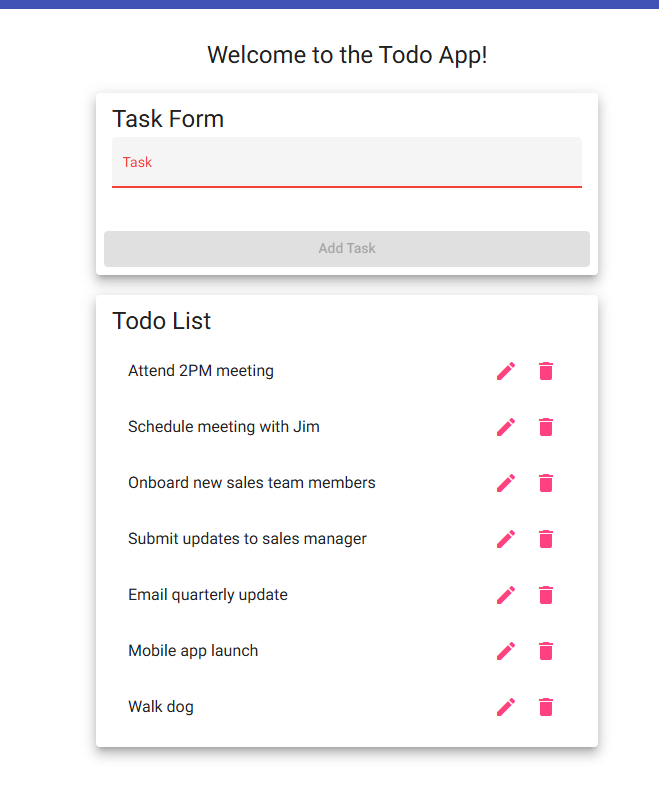 Welcome to the Todo App!
Task Form
Task
Add Task
Todo List
Attend 2PM meeting
Schedule meeting with Jim
Onboard new sales team members
Submit updates to sales manager
Email quarterly update
Mobile app launch
Walk dog